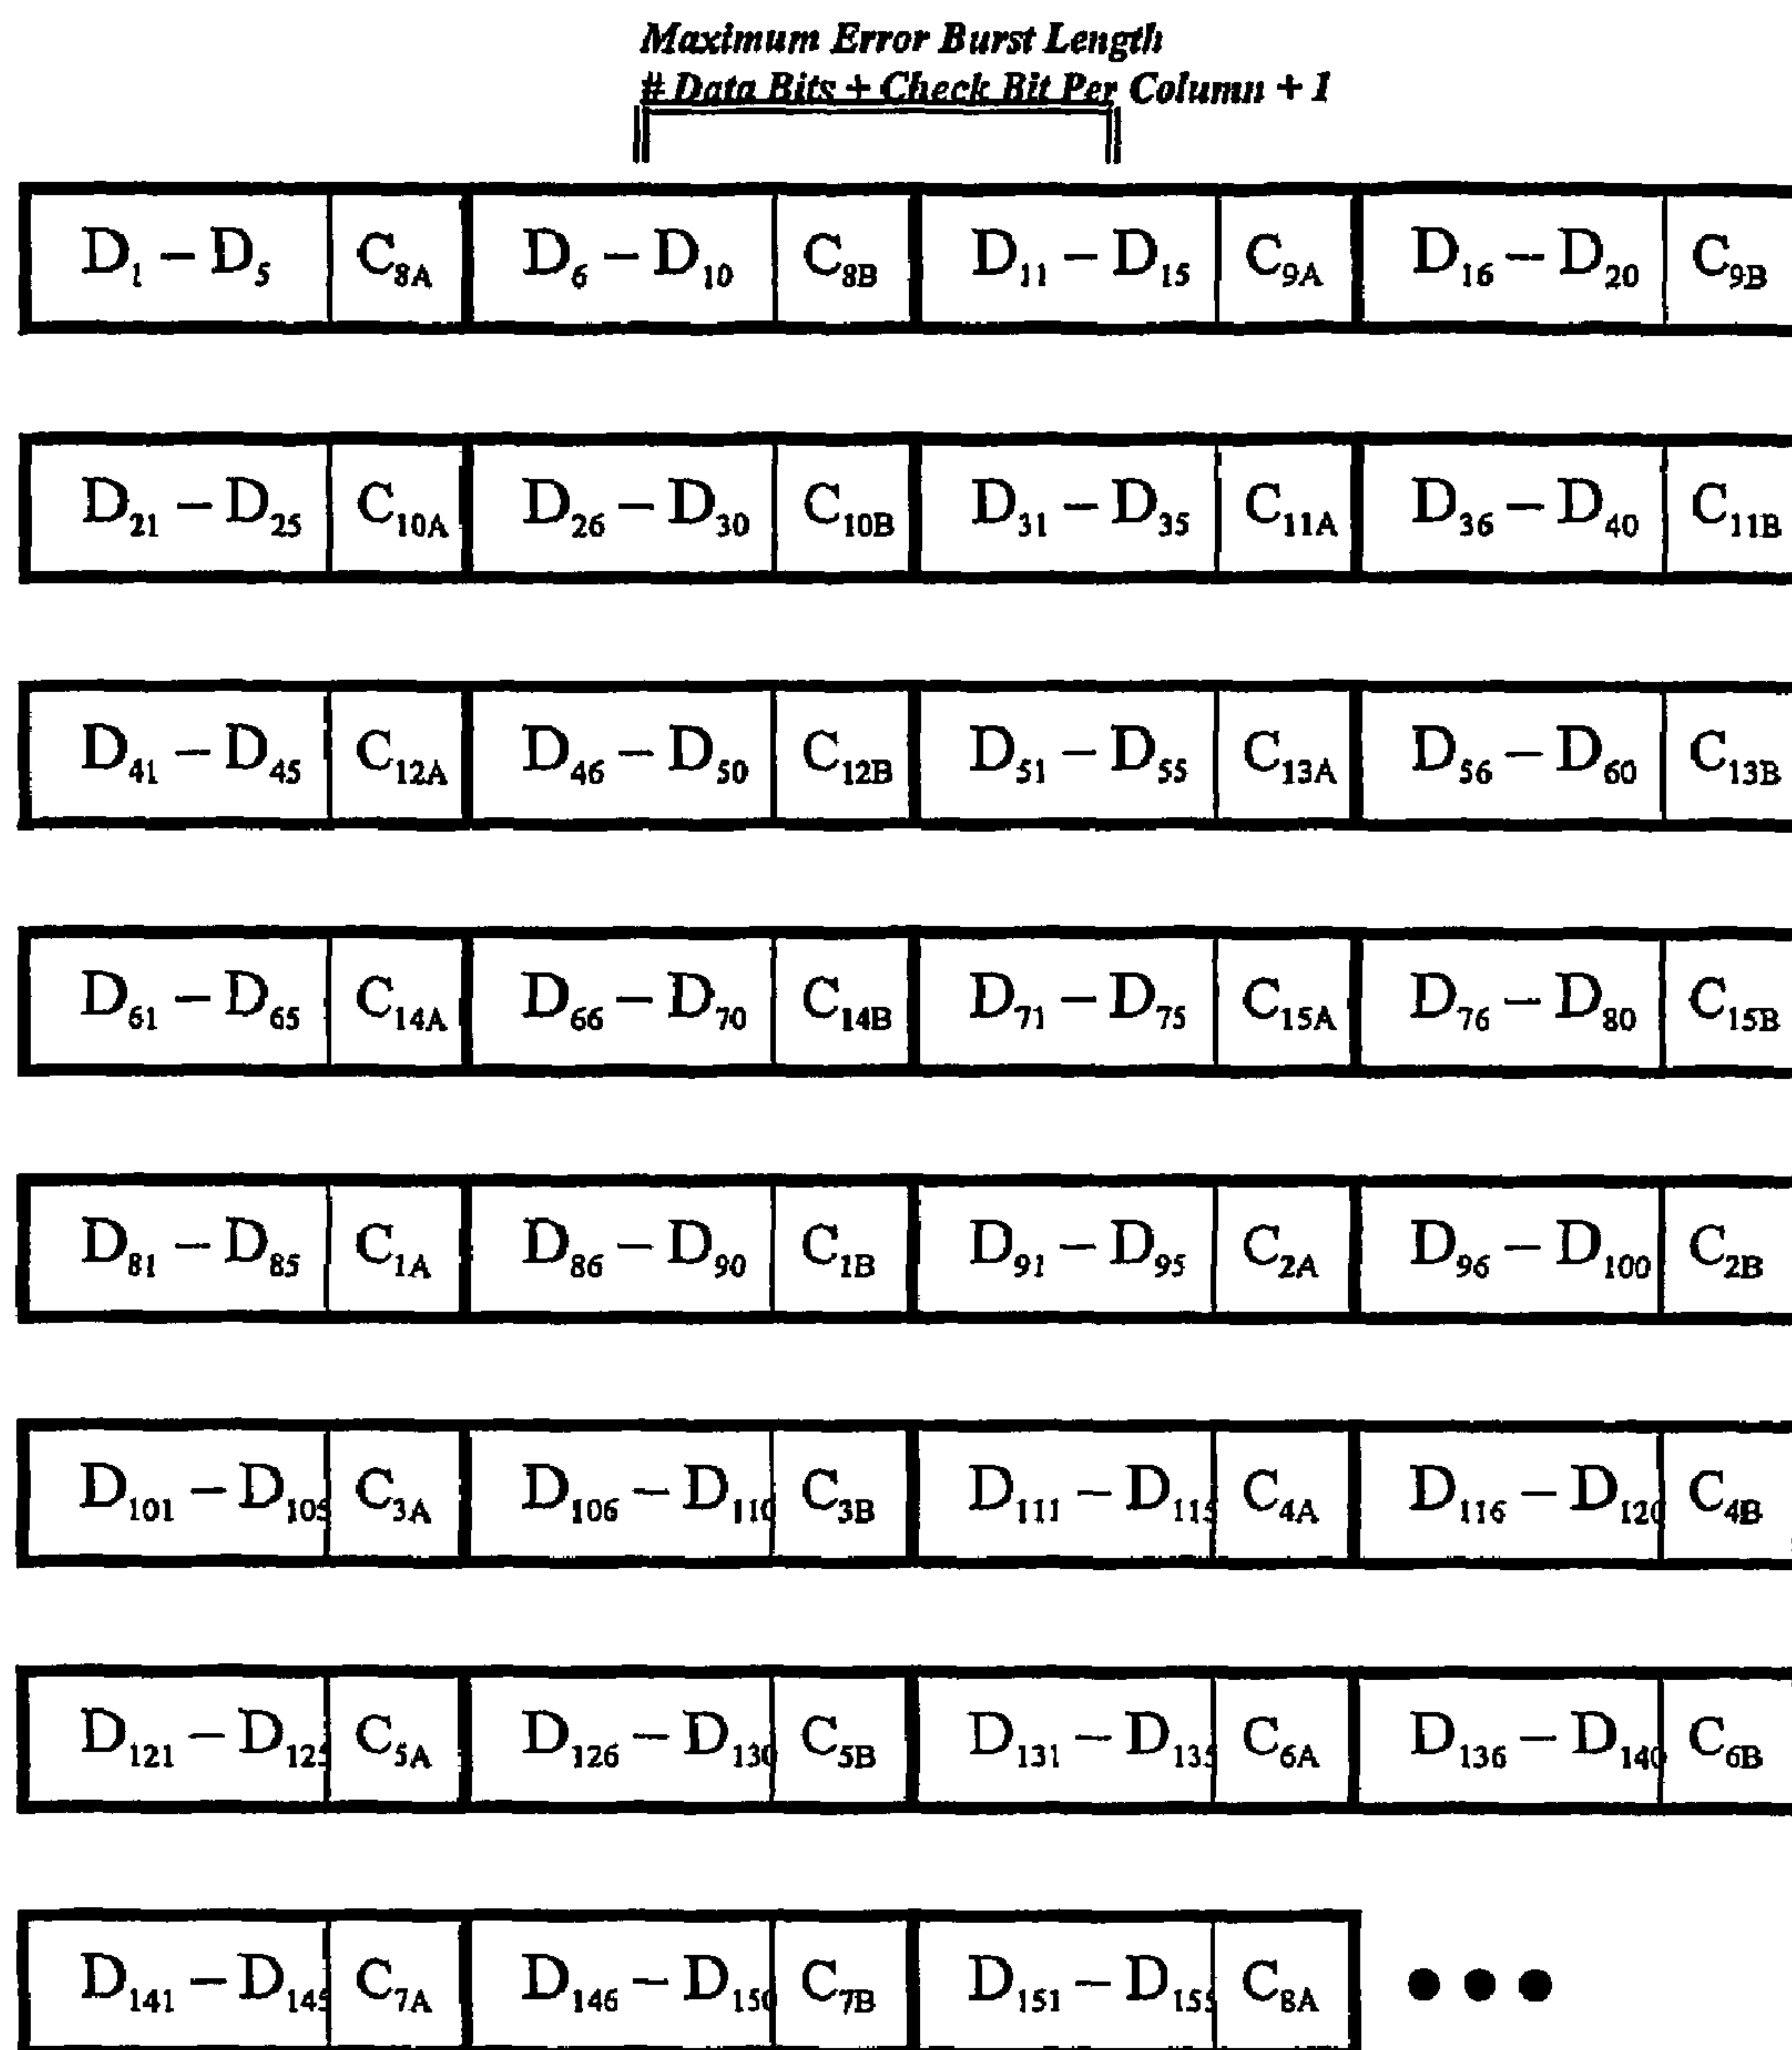 Maximum Error Burst Length
# Data Bits + Check Bit Per Column + 1
D₁ – D₅ C₈A D₆ – D₁₀ C₈B D₁₁ – D₁₅ C₉A D₁₆ – D₂₀ C₉B
D₂₁ – D₂₅ C₁₀A D₂₆ – D₃₀ C₁₀B D₃₁ – D₃₅ C₁₁A D₃₆ – D₄₀ C₁₁B
D₄₁ – D₄₅ C₁₂A D₄₆ – D₅₀ C₁₂B D₅₁ – D₅₅ C₁₃A D₅₆ – D₆₀ C₁₃B
D₆₁ – D₆₅ C₁₄A D₆₆ – D₇₀ C₁₄B D₇₁ – D₇₅ C₁₅A D₇₆ – D₈₀ C₁₅B
D₈₁ – D₈₅ C₁A D₈₆ – D₉₀ C₁B D₉₁ – D₉₅ C₂A D₉₆ – D₁₀₀ C₂B
D₁₀₁ – D₁₀₅ C₃A D₁₀₆ – D₁₁₀ C₃B D₁₁₁ – D₁₁₅ C₄A D₁₁₆ – D₁₂₀ C₄B
D₁₂₁ – D₁₂₅ C₅A D₁₂₆ – D₁₃₀ C₅B D₁₃₁ – D₁₃₅ C₆A D₁₃₆ – D₁₄₀ C₆B
D₁₄₁ – D₁₄₅ C₇A D₁₄₆ – D₁₅₀ C₇B D₁₅₁ – D₁₅₅ C₈A ● ● ●